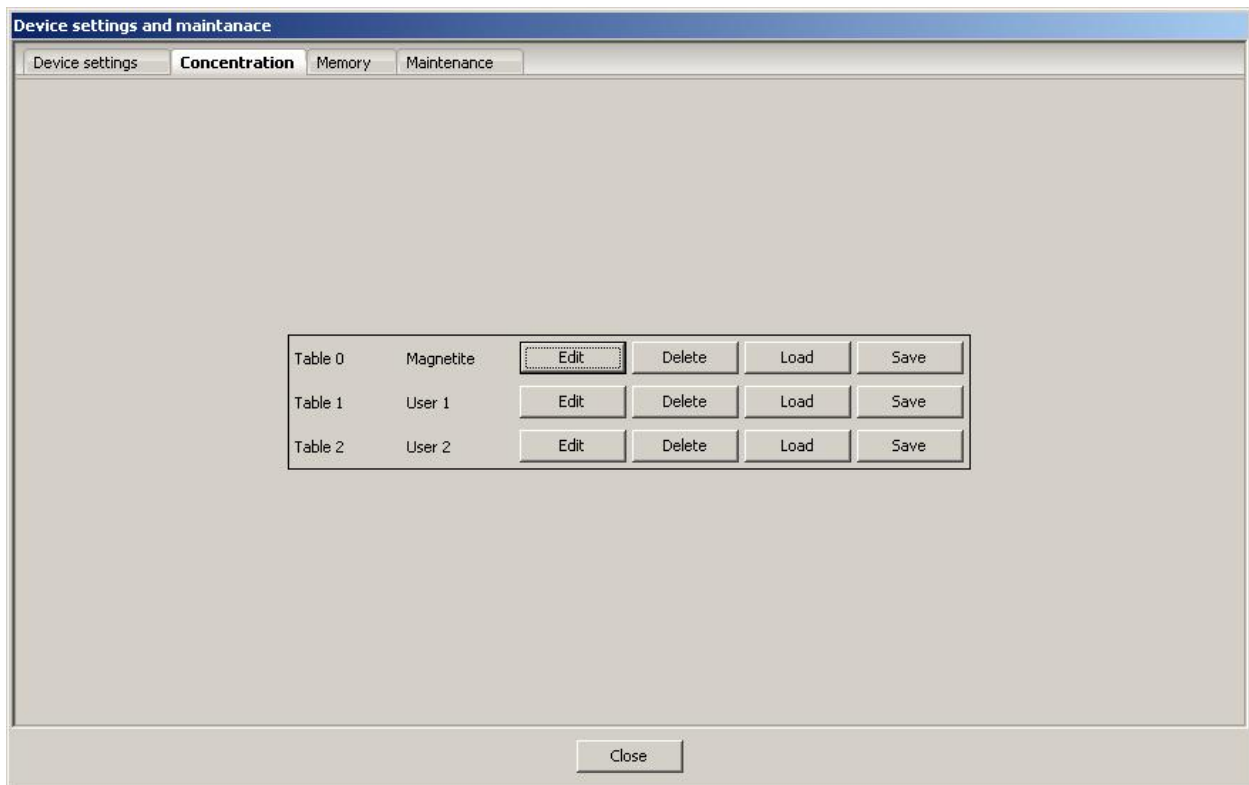 Device settings and maintanace
Device settings Concentration Memory Maintenance
Table 0 Magnetite Edit Delete Load Save
Table 1 User 1 Edit Delete Load Save
Table 2 User 2 Edit Delete Load Save
Close